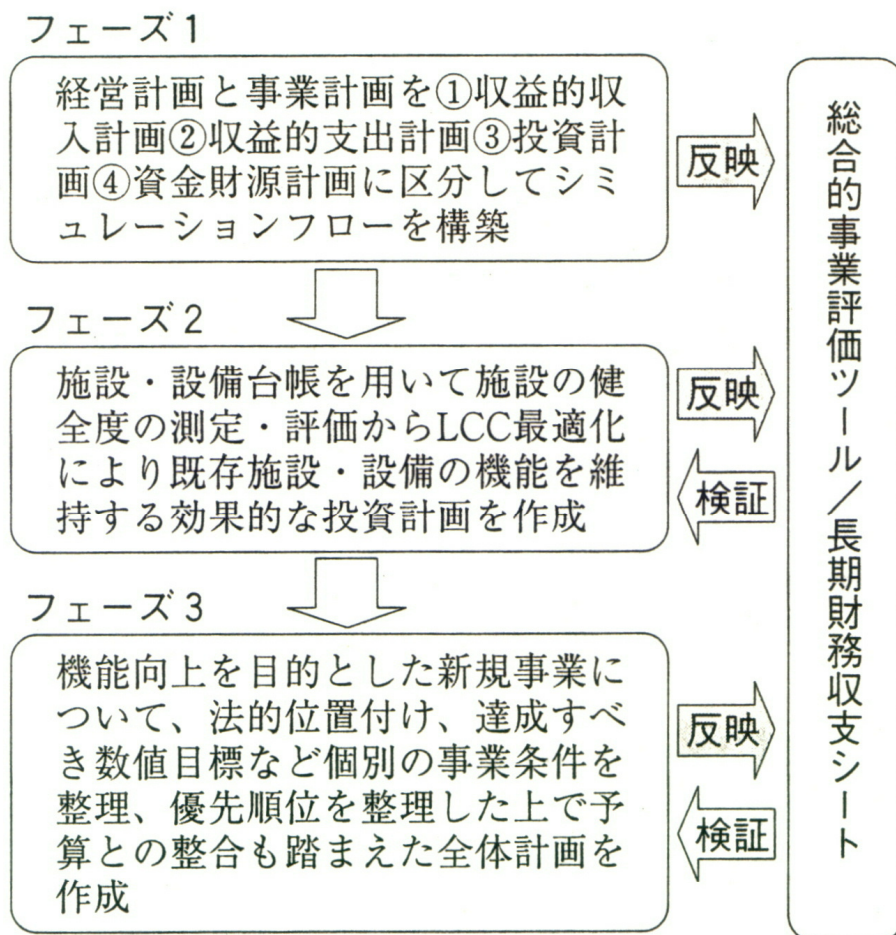 フェーズ1
経営計画と事業計画を①収益的収
入計画②収益的支出計画③投資計
画④資金財源計画に区分してシミ
ュレーションフローを構築
反映
フェーズ2
施設・設備台帳を用いて施設の健
全度の測定・評価からLCC最適化
により既存施設・設備の機能を維
持する効果的な投資計画を作成
反映
検証
フェーズ3
機能向上を目的とした新規事業に
ついて、法的位置付け、達成すべ
き数値目標など個別の事業条件を
整理、優先順位を整理した上で予
算との整合も踏まえた全体計画を
作成
反映
検証
総合的事業評価ツール/長期財務収支シート